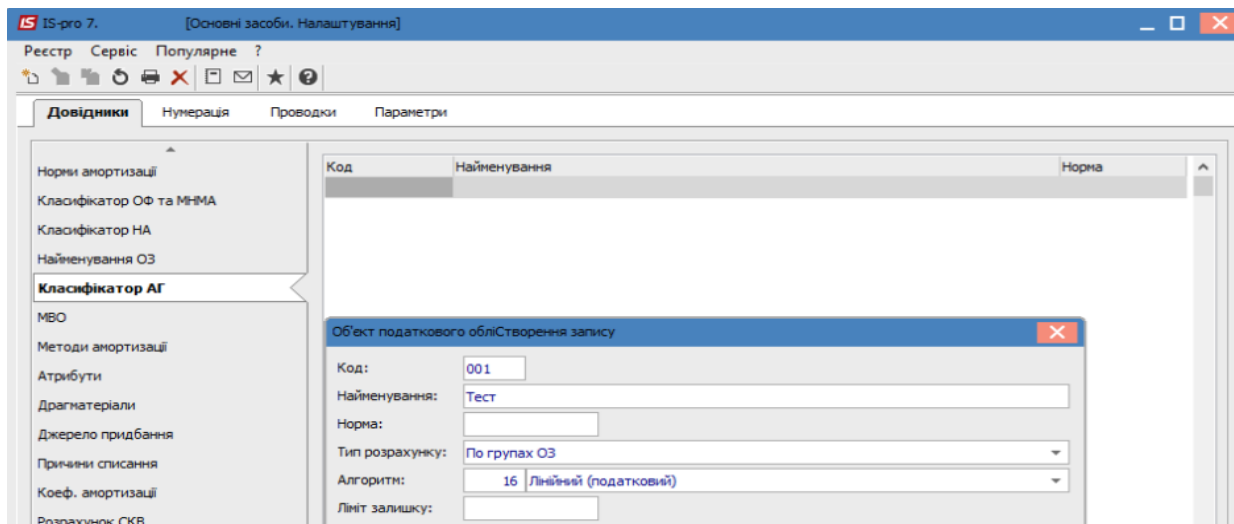 IS IS-pro 7. [Основні засоби. Налаштування]
Реєстр Сервіс Популярне ?
Довідники Нумерація Проводки Параметри
Код Найменування Норма
Норми амортизації
Класифікатор ОФ та МНМА
Класифікатор НА
Найменування ОЗ
Класифікатор АГ
МВО
Методи амортизації
Атрибути
Драгматеріали
Джерело придбання
Причини списання
Коеф. амортизації
Розрахунок СКВ
Об'єкт податкового обліСтворення запису
Код: 001
Найменування: Тест
Норма:
Тип розрахунку: По групах ОЗ
Алгоритм: 16 Лінійний (податковий)
Ліміт залишку: